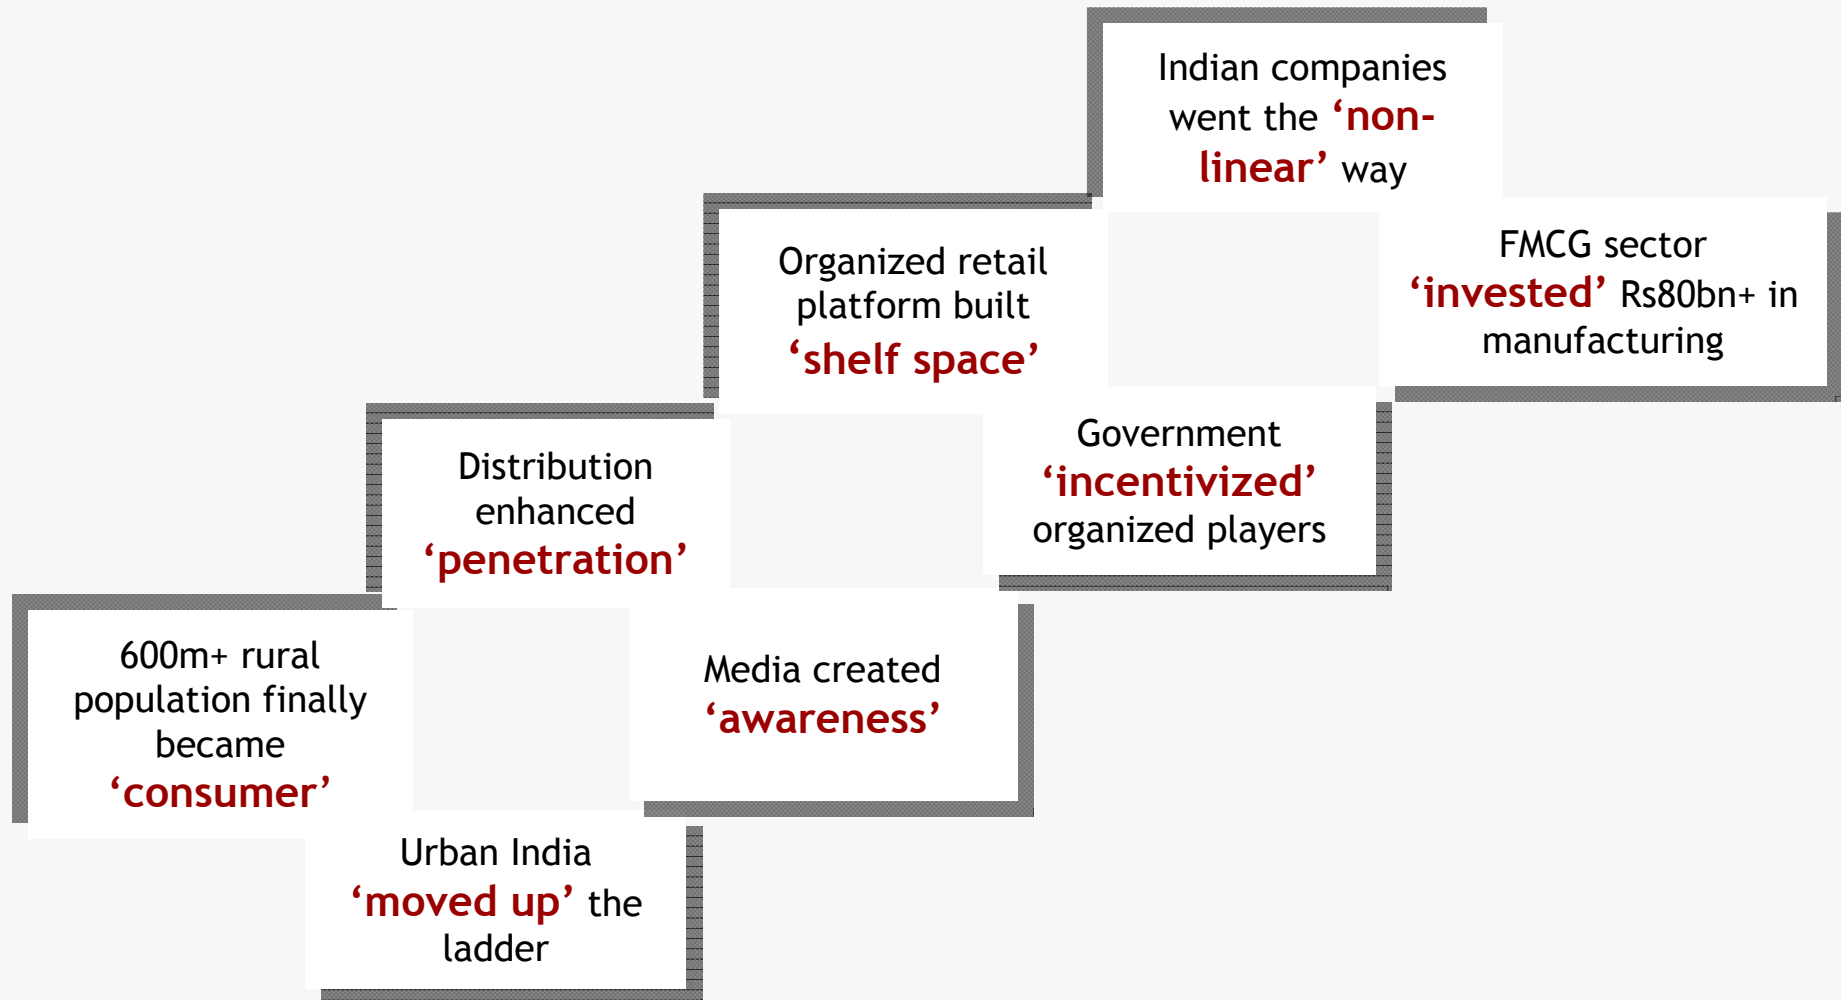 Indian companies
went the ‘non-
linear’ way
FMCG sector
‘invested’ Rs80bn+ in
manufacturing
Organized retail
platform built
‘shelf space’
Government
‘incentivized’
organized players
Distribution
enhanced
‘penetration’
Media created
‘awareness’
600m+ rural
population finally
became
‘consumer’
Urban India
‘moved up’ the
ladder